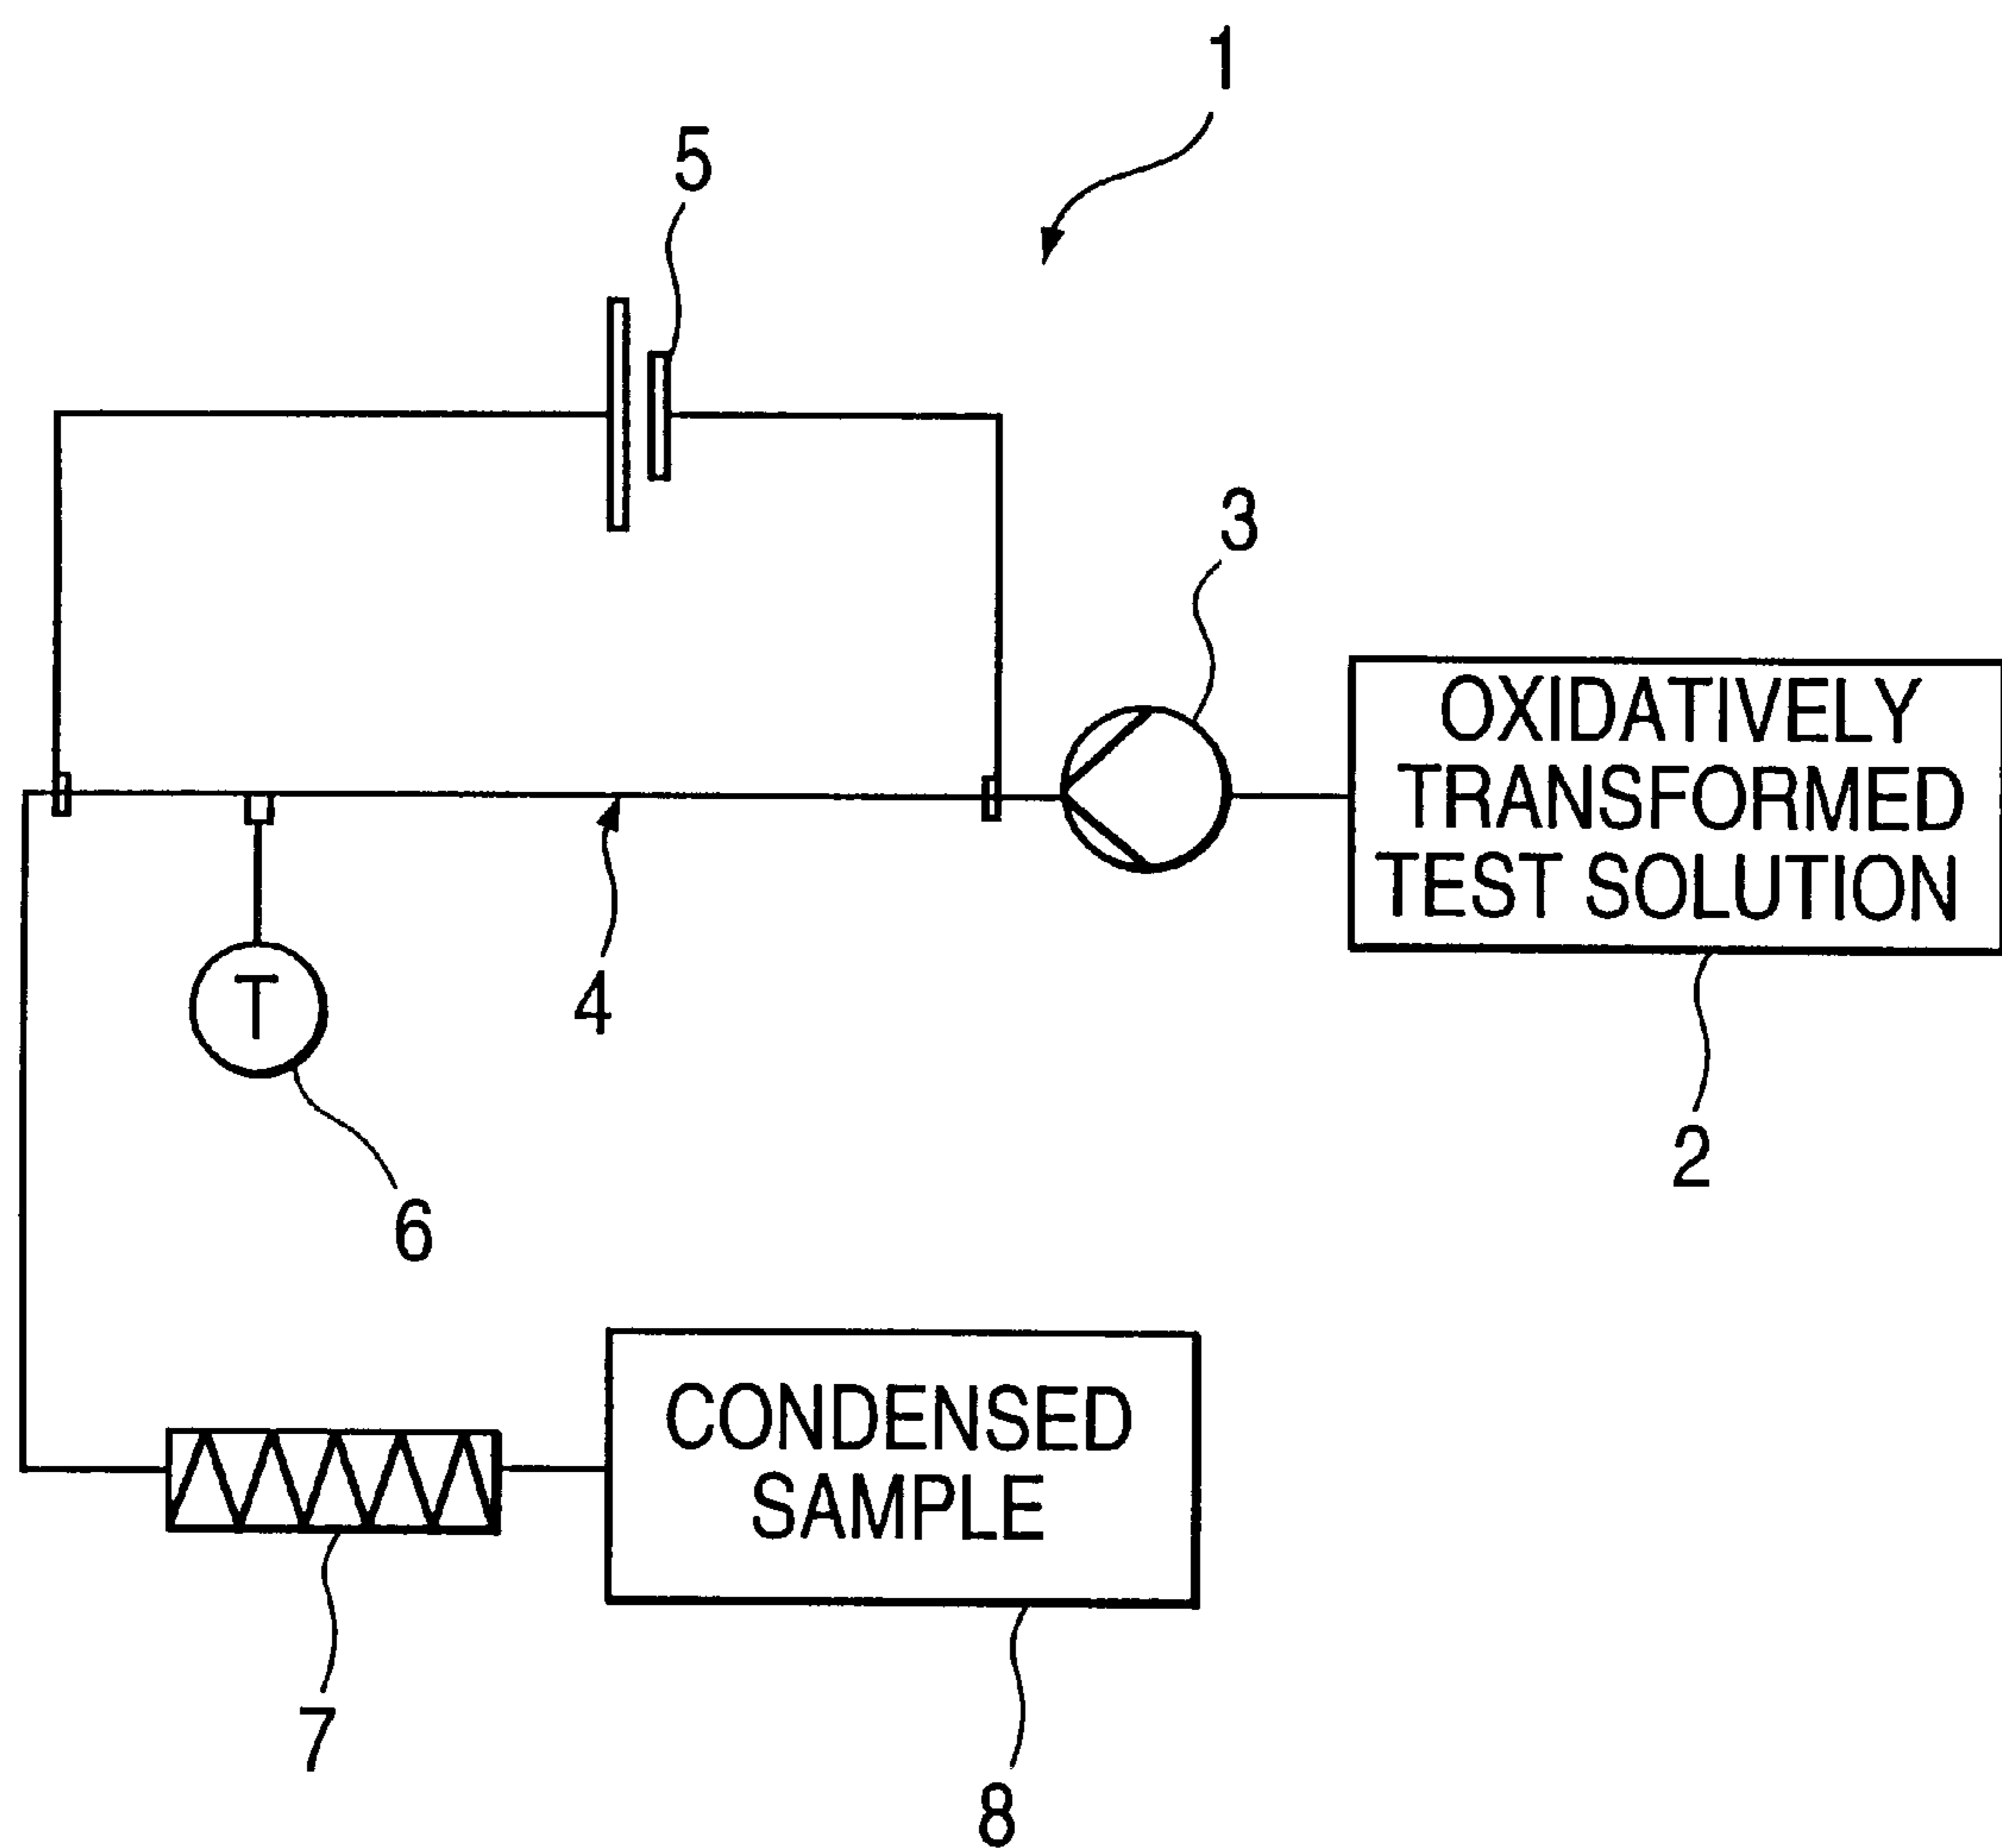 1
5
3
OXIDATIVELY
TRANSFORMED
TEST SOLUTION
4
T
2
6
CONDENSED
SAMPLE
7
8